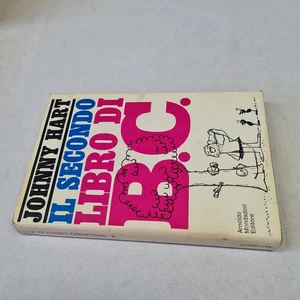 JOHNNY HART
IL SECONDO
LIBRO DI
B.C.
Arnoldo
Mondadori
Editore